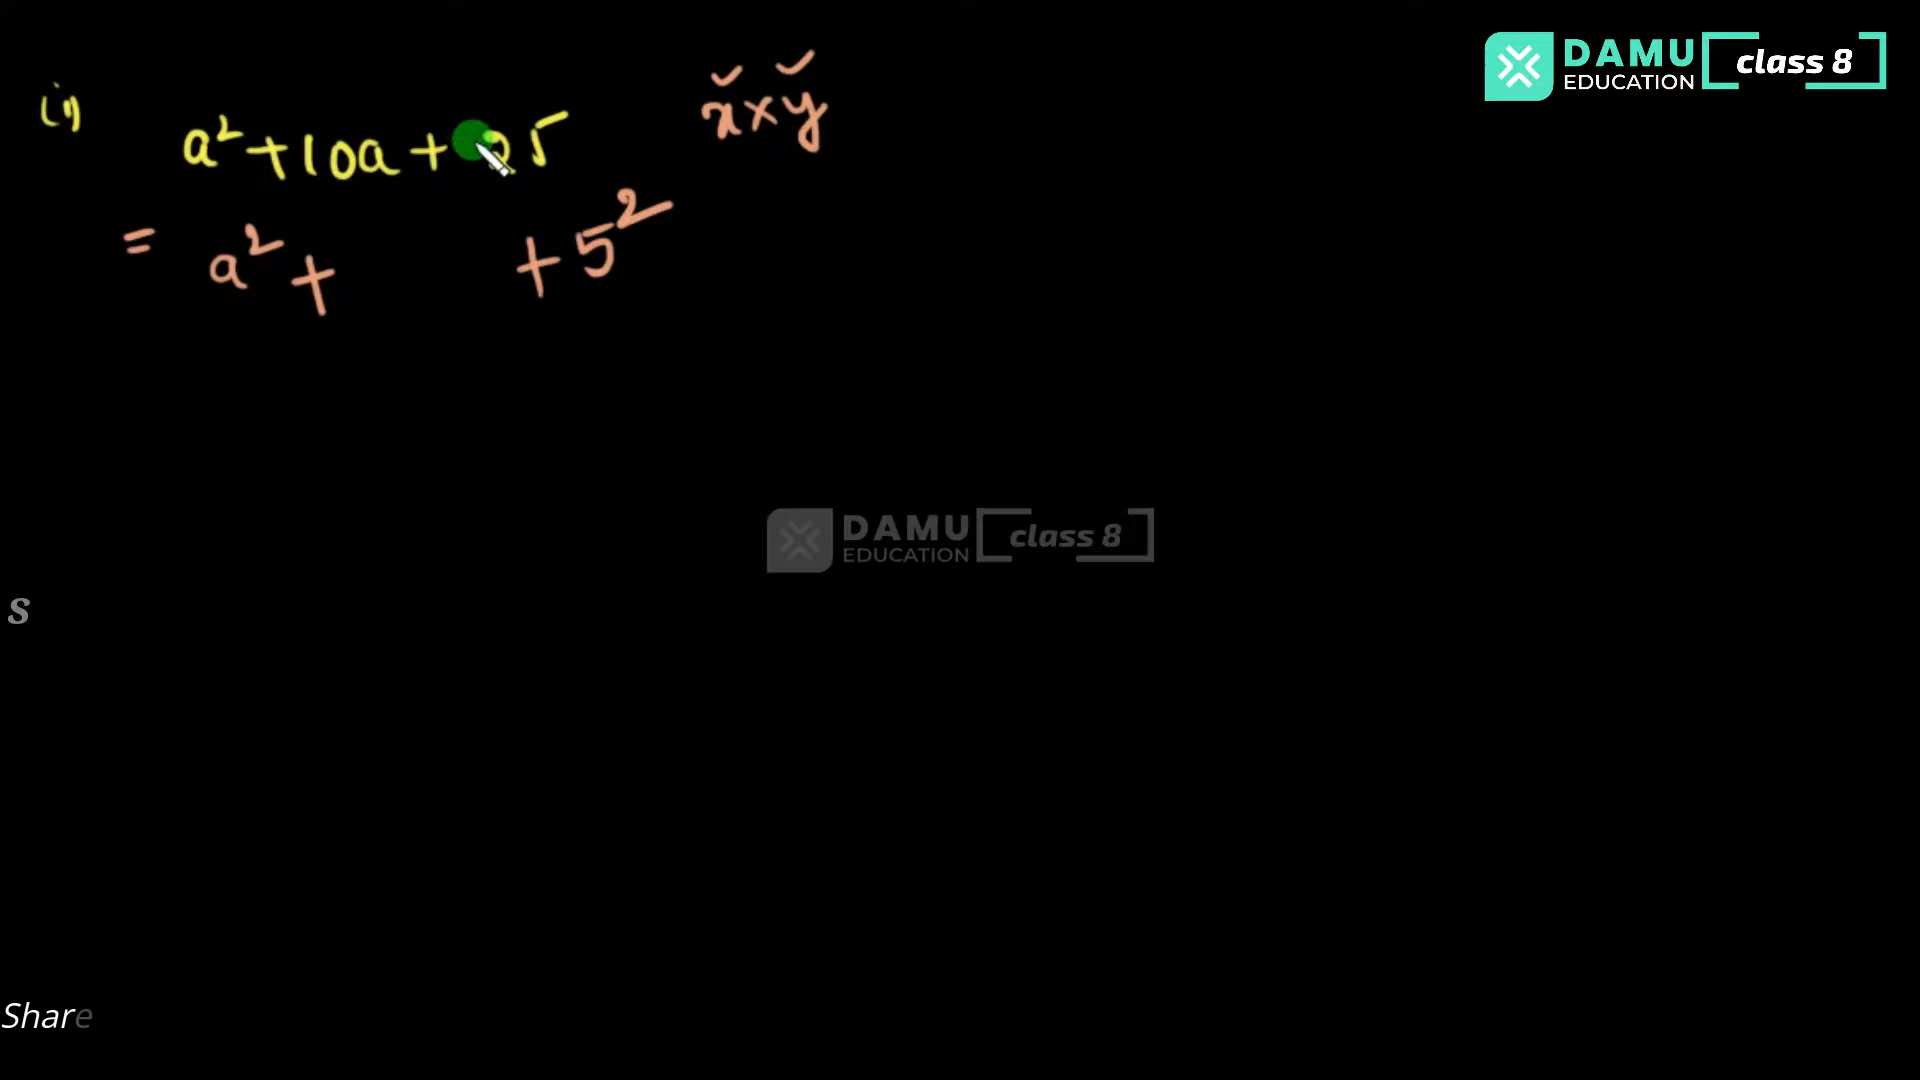 (i)
a² + 10a + 25
x × y
= a² + + 5²
DAMU
EDUCATION
class 8
DAMU
EDUCATION
class 8
S
Share